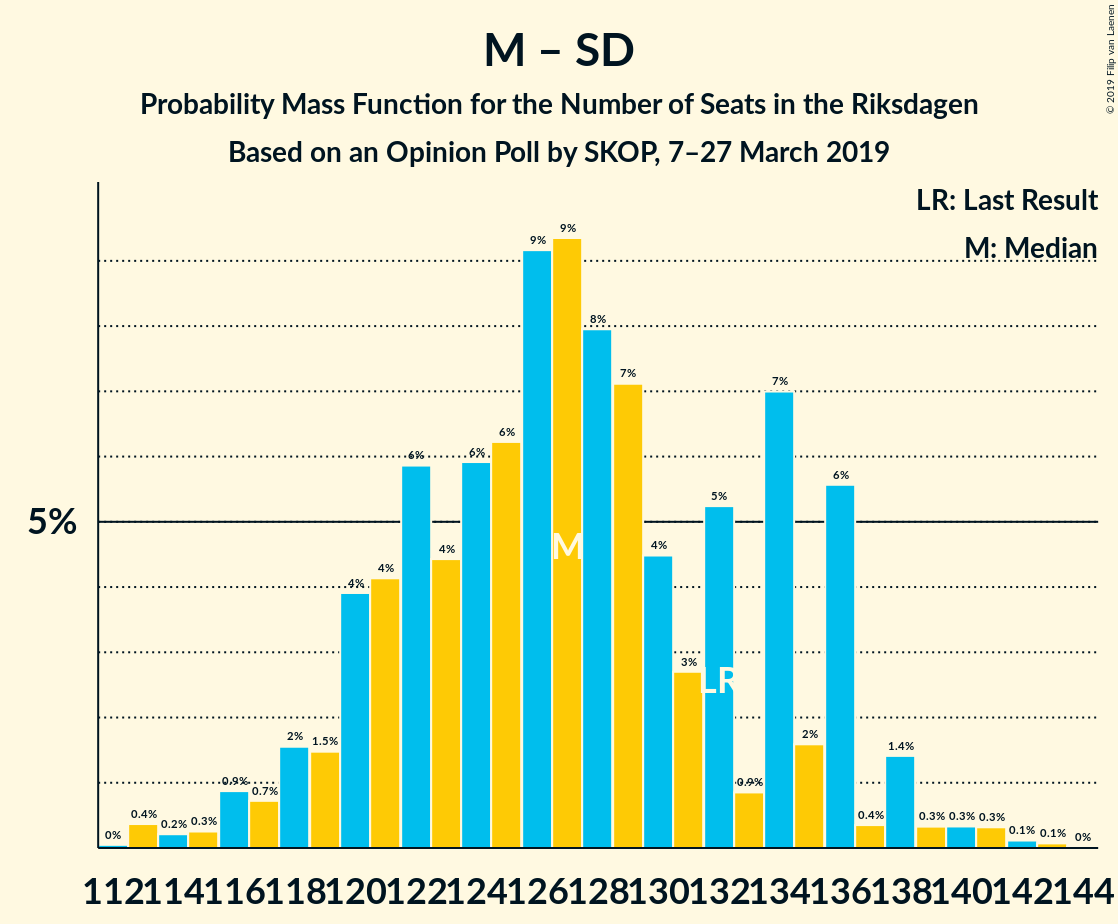 M – SD
Probability Mass Function for the Number of Seats in the Riksdagen
Based on an Opinion Poll by SKOP, 7–27 March 2019
© 2019 Filip van Laenen
LR: Last Result
M: Median
5%
0% 0.4% 0.2% 0.3% 0.9% 0.7% 2% 1.5% 4% 4% 6% 4% 6% 6% 9% 9% 8% 7% 4% 3% 5% 0.9% 7% 2% 6% 0.4% 1.4% 0.3% 0.3% 0.3% 0.1% 0.1% 0%
M
LR
112 114 116 118 120 122 124 126 128 130 132 134 136 138 140 142 144